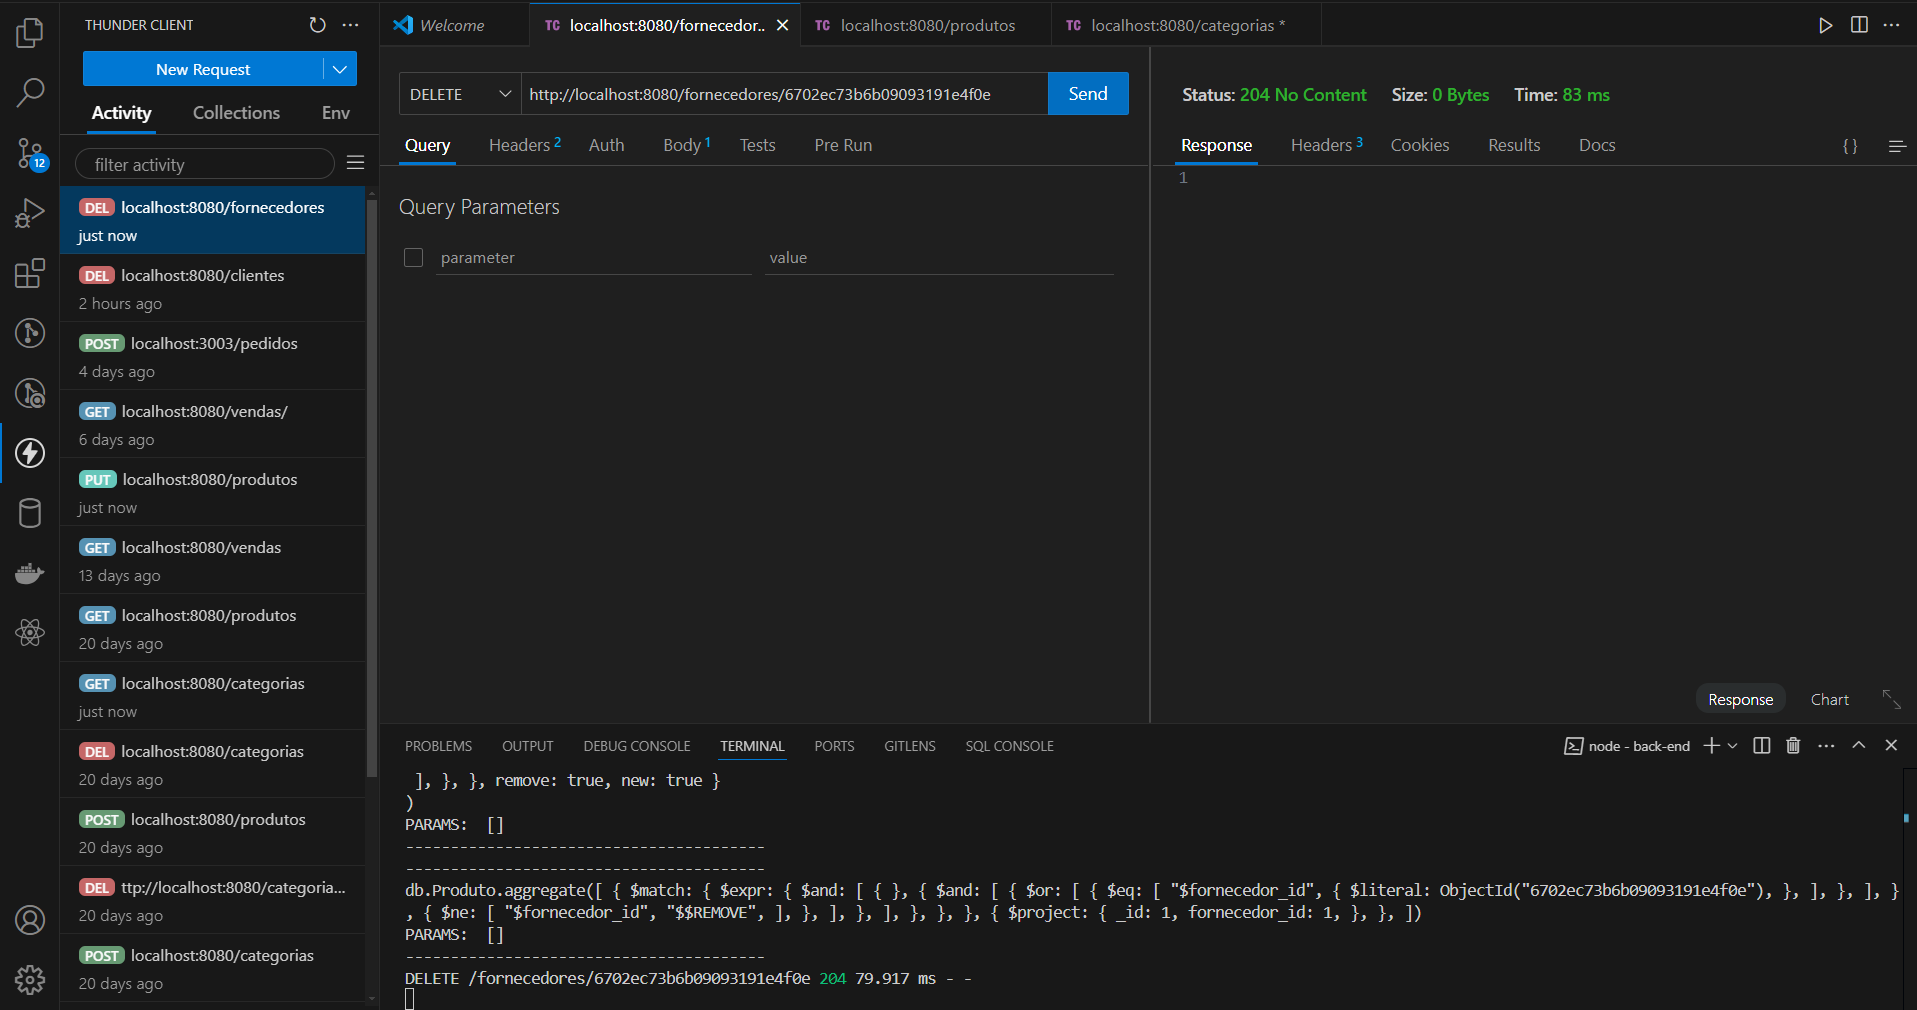 THUNDER CLIENT
New Request
Activity Collections Env
filter activity
DEL localhost:8080/fornecedores
just now
DEL localhost:8080/clientes
2 hours ago
POST localhost:3003/pedidos
4 days ago
GET localhost:8080/vendas/
6 days ago
PUT localhost:8080/produtos
just now
GET localhost:8080/vendas
13 days ago
GET localhost:8080/produtos
20 days ago
GET localhost:8080/categorias
just now
DEL localhost:8080/categorias
20 days ago
POST localhost:8080/produtos
20 days ago
DEL ttp://localhost:8080/categoria...
20 days ago
POST localhost:8080/categorias
20 days ago
12
Welcome
TC localhost:8080/fornecedor..
TC localhost:8080/produtos
TC localhost:8080/categorias *
DELETE http://localhost:8080/fornecedores/6702ec73b6b09093191e4f0e Send
Query Headers 2 Auth Body 1 Tests Pre Run
Query Parameters
parameter value
Status: 204 No Content Size: 0 Bytes Time: 83 ms
Response Headers 3 Cookies Results Docs {}
1
Response Chart
PROBLEMS OUTPUT DEBUG CONSOLE TERMINAL PORTS GITLENS SQL CONSOLE
node - back-end
], }, }, remove: true, new: true }
)
PARAMS: []
----------------------------------------
----------------------------------------
db.Produto.aggregate([ { $match: { $expr: { $and: [ { }, { $and: [ { $or: [ { $eq: [ "$fornecedor_id", { $literal: ObjectId("6702ec73b6b09093191e4f0e"), }, ], }, ], }
, { $ne: [ "$fornecedor_id", "$$REMOVE", ], }, ], }, ], }, }, }, { $project: { _id: 1, fornecedor_id: 1, }, }, ])
PARAMS: []
----------------------------------------
DELETE /fornecedores/6702ec73b6b09093191e4f0e 204 79.917 ms - -